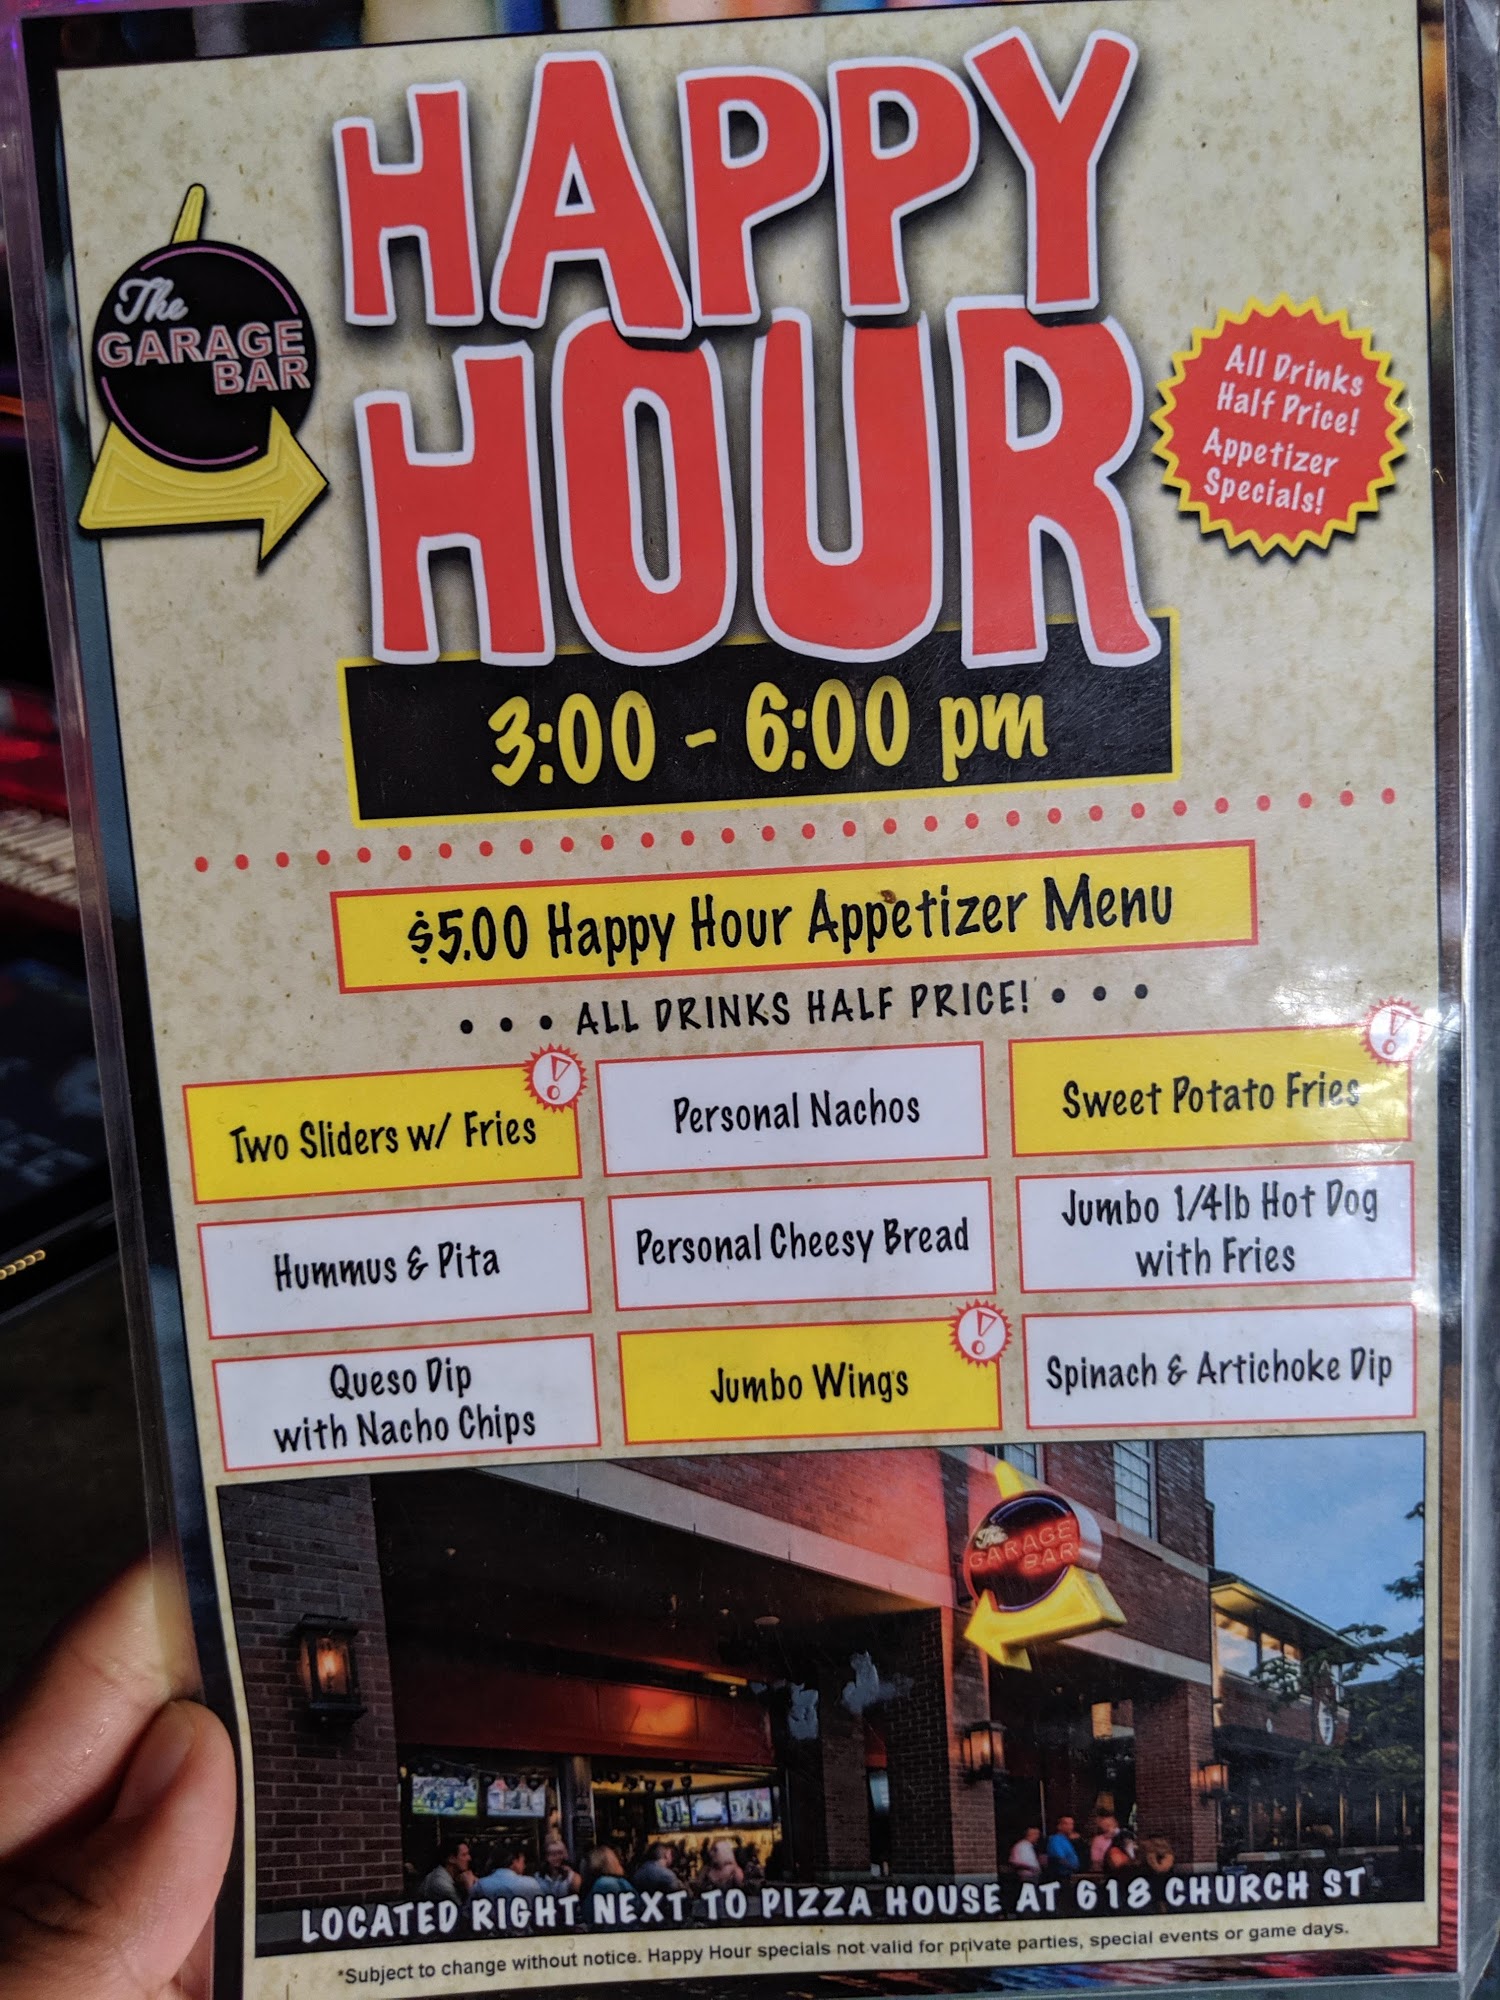 HAPPY
HOUR
The
GARAGE
BAR
All Drinks
Half Price!
Appetizer
Specials!
3:00 - 6:00 pm
$5.00 Happy Hour Appetizer Menu
• • • ALL DRINKS HALF PRICE! • • •
Two Sliders w/ Fries
!
Personal Nachos
Sweet Potato Fries
!
Hummus & Pita
Personal Cheesy Bread
Jumbo 1/4lb Hot Dog
with Fries
Queso Dip
with Nacho Chips
Jumbo Wings
!
Spinach & Artichoke Dip
The
GARAGE
BAR
LOCATED RIGHT NEXT TO PIZZA HOUSE AT 618 CHURCH ST
*Subject to change without notice. Happy Hour specials not valid for private parties, special events or game days.